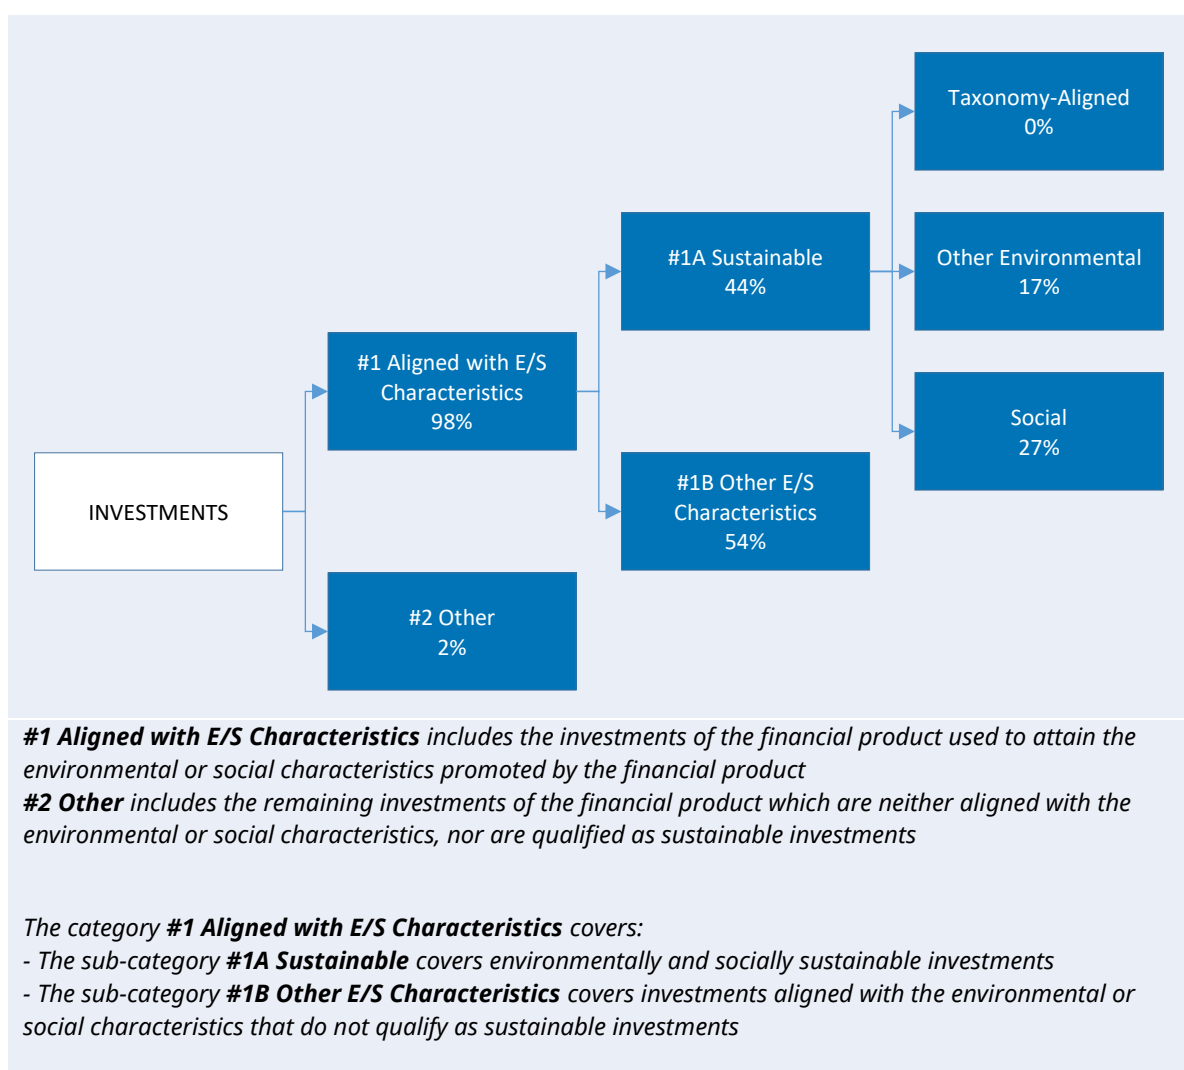 Taxonomy-Aligned
0%
#1A Sustainable
44%
Other Environmental
17%
#1 Aligned with E/S
Characteristics
98%
Social
27%
#1B Other E/S
Characteristics
54%
INVESTMENTS
#2 Other
2%
#1 Aligned with E/S Characteristics includes the investments of the financial product used to attain the
environmental or social characteristics promoted by the financial product
#2 Other includes the remaining investments of the financial product which are neither aligned with the
environmental or social characteristics, nor are qualified as sustainable investments
The category #1 Aligned with E/S Characteristics covers:
- The sub-category #1A Sustainable covers environmentally and socially sustainable investments
- The sub-category #1B Other E/S Characteristics covers investments aligned with the environmental or
social characteristics that do not qualify as sustainable investments